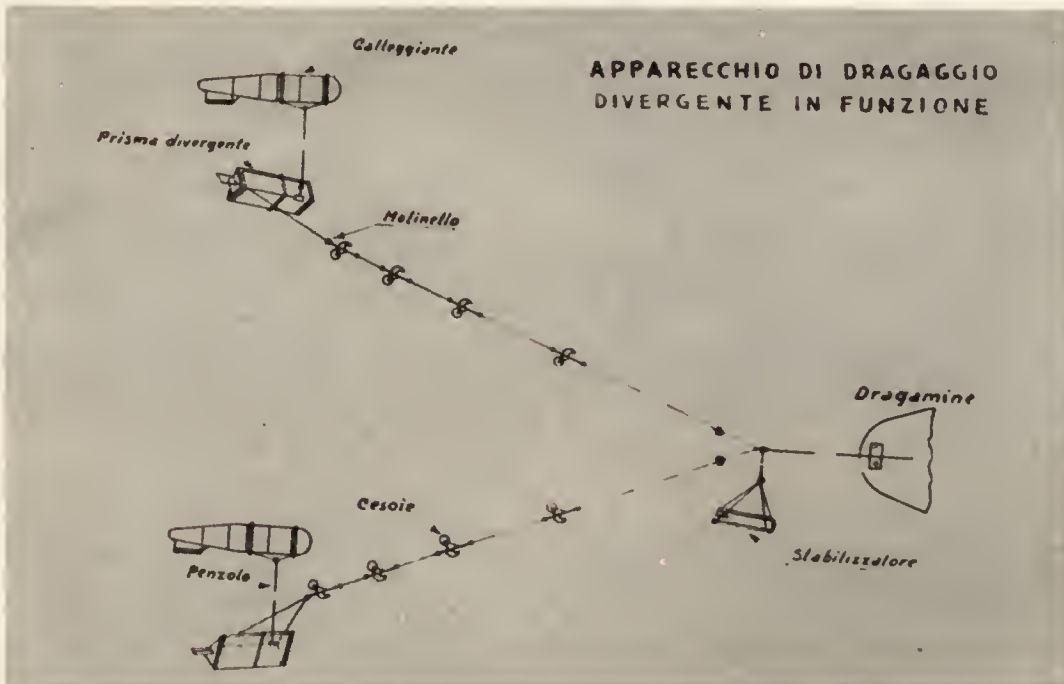 Galleggiante
APPARECCHIO DI DRAGAGGIO
DIVERGENTE IN FUNZIONE
Prisma divergente
Molinello
Dragamine
Cesoie
Stabilizzatore
Penzolo